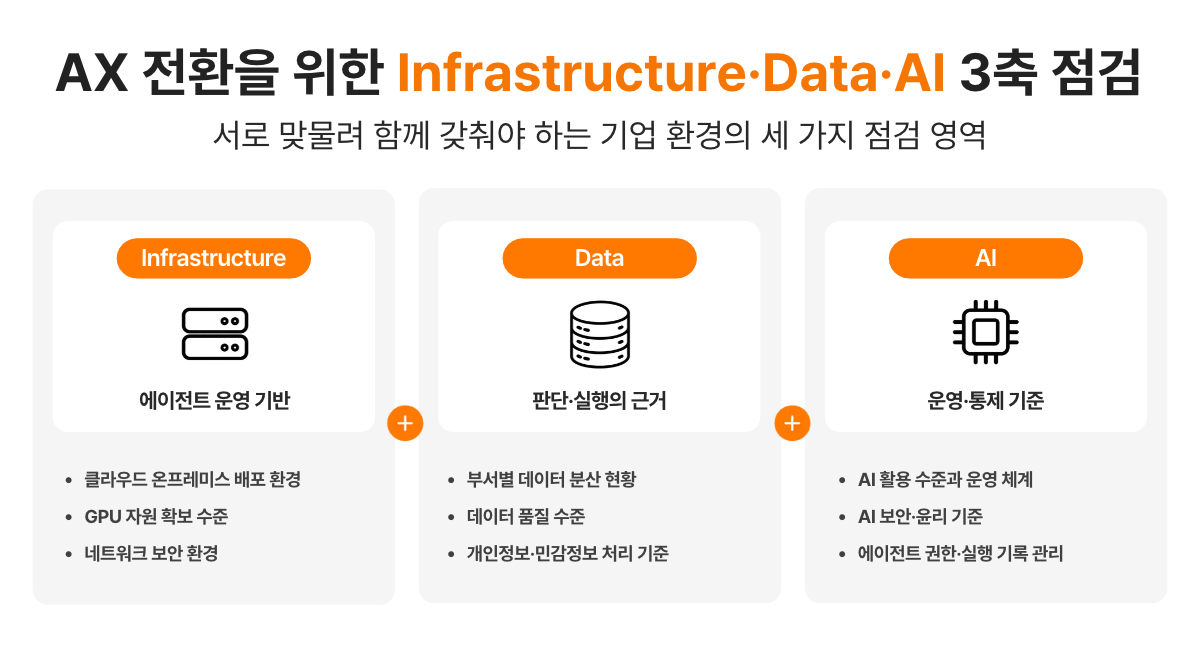 AX 전환을 위한 Infrastructure·Data·AI 3축 점검
서로 맞물려 함께 갖춰야 하는 기업 환경의 세 가지 점검 영역
Infrastructure
에이전트 운영 기반
• 클라우드 온프레미스 배포 환경
• GPU 자원 확보 수준
• 네트워크 보안 환경
+
Data
판단·실행의 근거
• 부서별 데이터 분산 현황
• 데이터 품질 수준
• 개인정보·민감정보 처리 기준
+
AI
운영·통제 기준
• AI 활용 수준과 운영 체계
• AI 보안·윤리 기준
• 에이전트 권한·실행 기록 관리